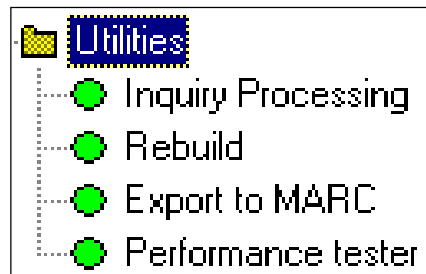 Utilities
Inquiry Processing
Rebuild
Export to MARC
Performance tester